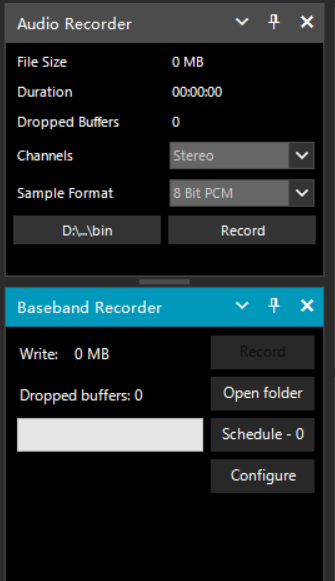 Audio Recorder
File Size 0 MB
Duration 00:00:00
Dropped Buffers 0
Channels Stereo
Sample Format 8 Bit PCM
D:\...\bin Record
Baseband Recorder
Write: 0 MB Record
Dropped buffers: 0 Open folder
Schedule - 0
Configure